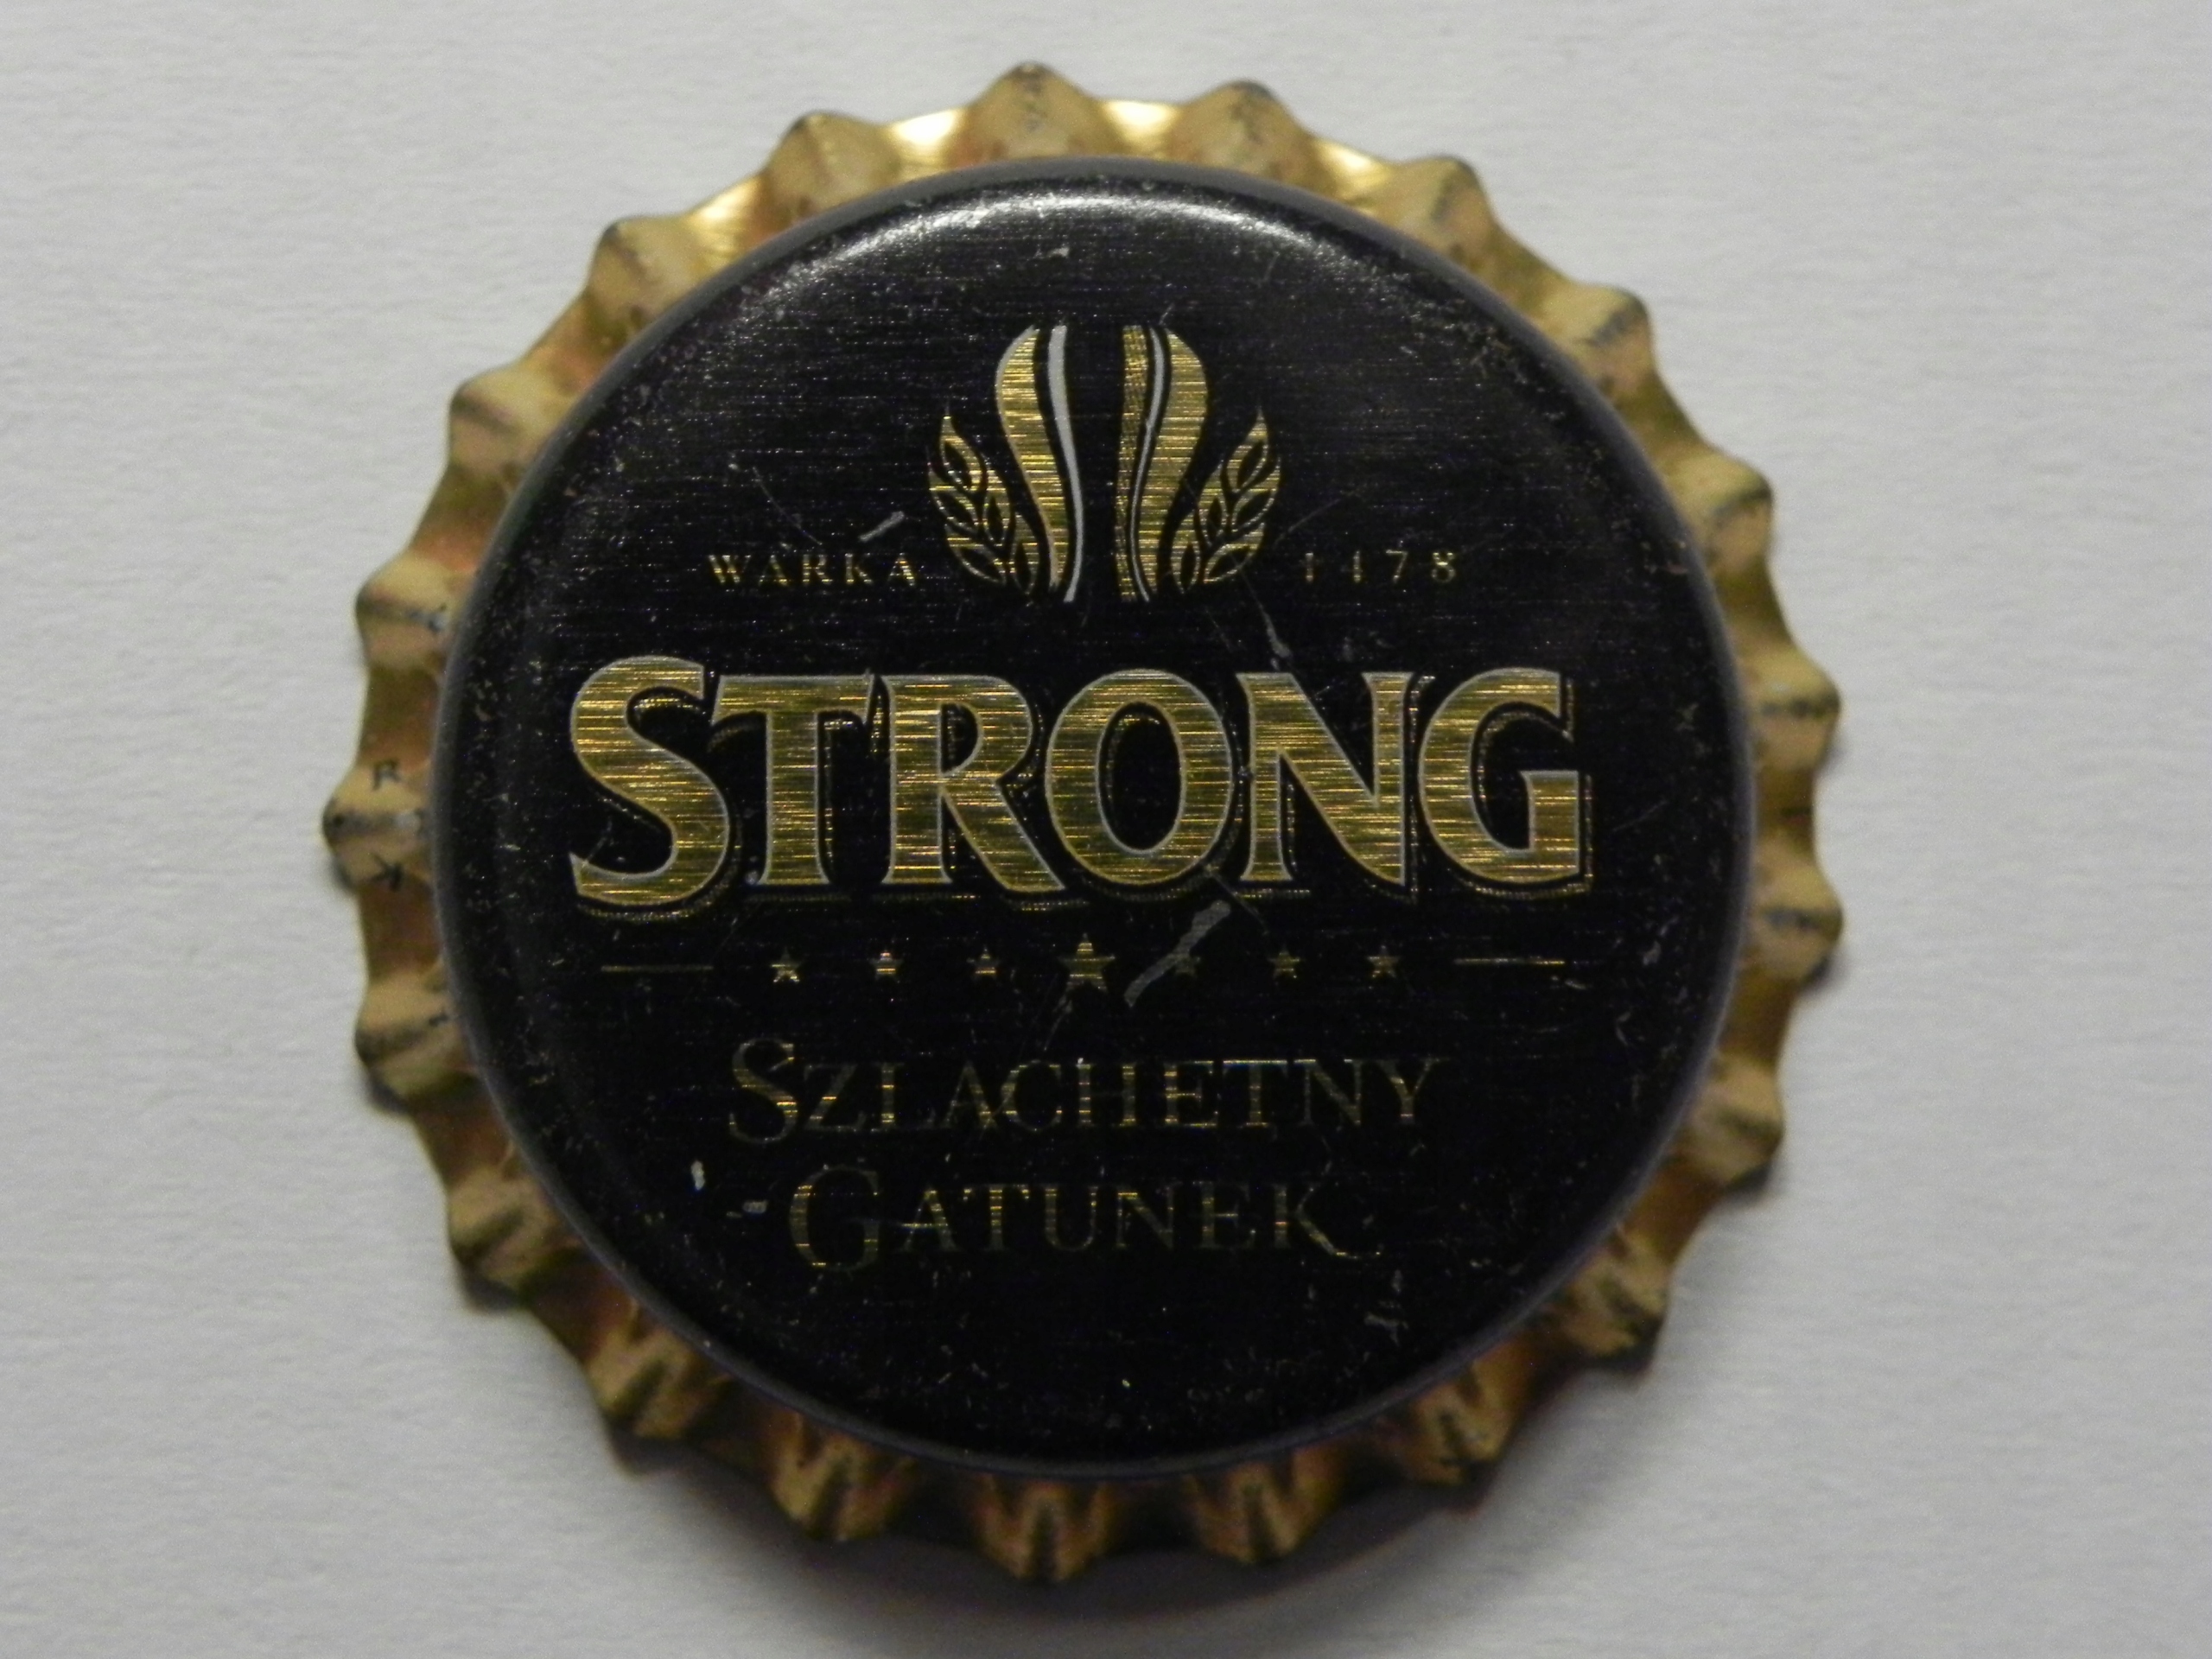 WARKA 1478
STRONG
SZLACHETNY
GATUNEK